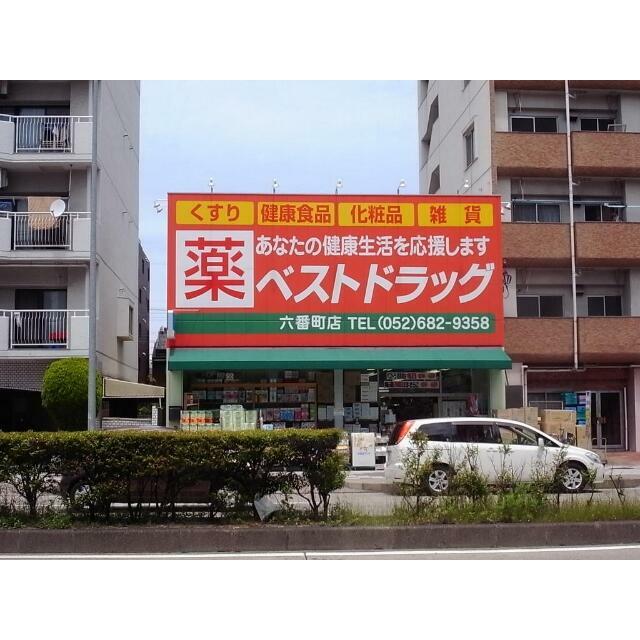 くすり 健康食品 化粧品 雑貨
薬
あなたの健康生活を応援します
ベストドラッグ
六番町店 TEL(052)682-9358